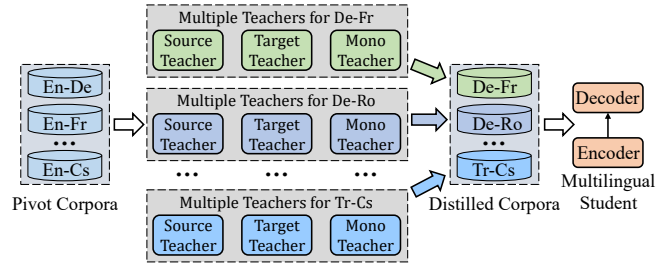 Multiple Teachers for De-Fr
Source Teacher
Target Teacher
Mono Teacher
En-De
En-Fr
...
En-Cs
Pivot Corpora
Multiple Teachers for De-Ro
Source Teacher
Target Teacher
Mono Teacher
... ... ...
Multiple Teachers for Tr-Cs
Source Teacher
Target Teacher
Mono Teacher
De-Fr
De-Ro
...
Tr-Cs
Distilled Corpora
Decoder
Encoder
Multilingual
Student